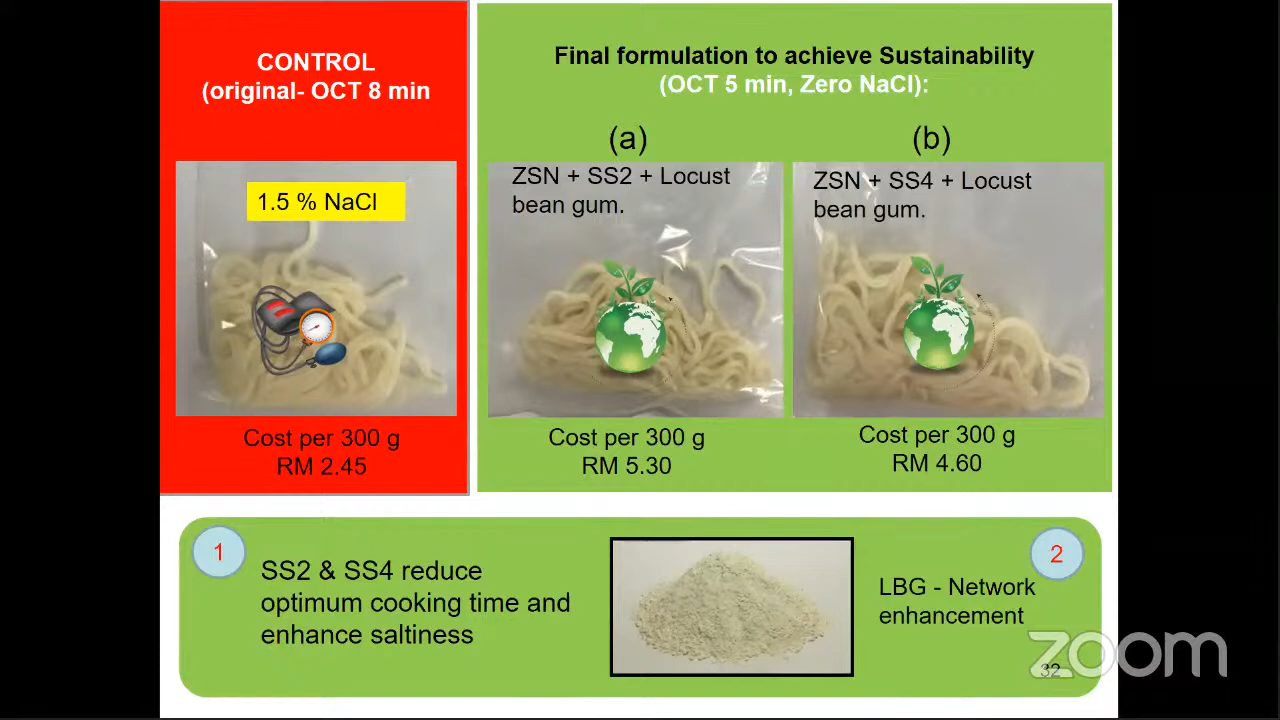 CONTROL
(original- OCT 8 min
1.5 % NaCl
Cost per 300 g
RM 2.45
Final formulation to achieve Sustainability
(OCT 5 min, Zero NaCl):
(a)
ZSN + SS2 + Locust
bean gum.
Cost per 300 g
RM 5.30
(b)
ZSN + SS4 + Locust
bean gum.
Cost per 300 g
RM 4.60
1
SS2 & SS4 reduce
optimum cooking time and
enhance saltiness
2
LBG - Network
enhancement
zoom
32